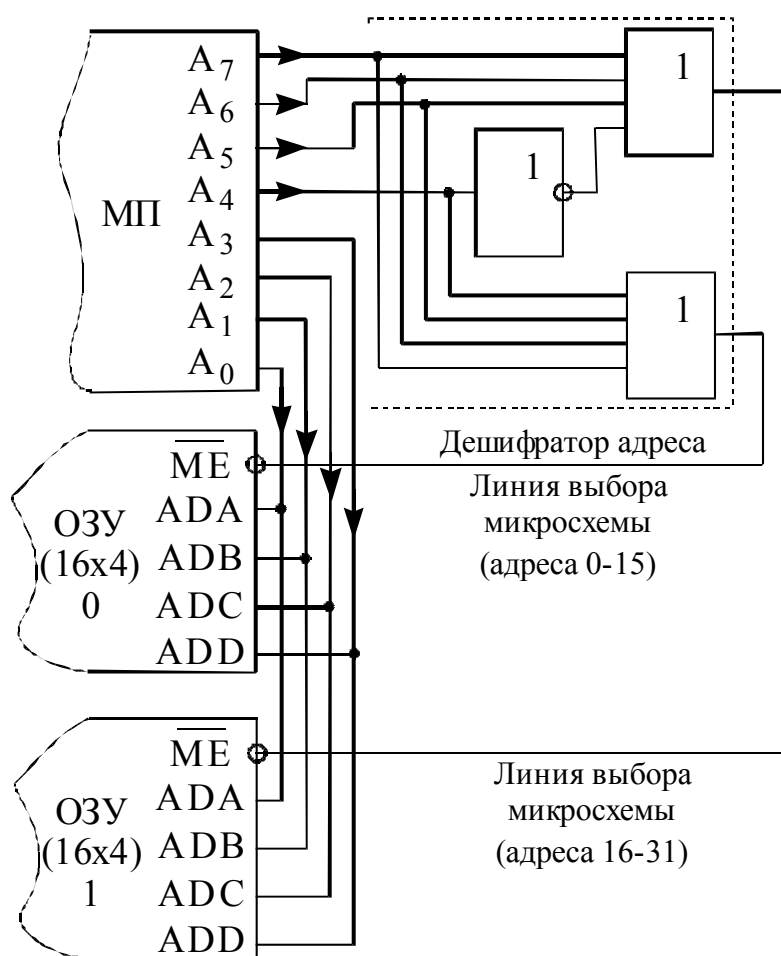 МП
A7
A6
A5
A4
A3
A2
A1
A0
1
1
1
Дешифратор адреса
ОЗУ
(16x4)
0
ME
ADA
ADB
ADC
ADD
Линия выбора
микросхемы
(адреса 0-15)
ОЗУ
(16x4)
1
ME
ADA
ADB
ADC
ADD
Линия выбора
микросхемы
(адреса 16-31)